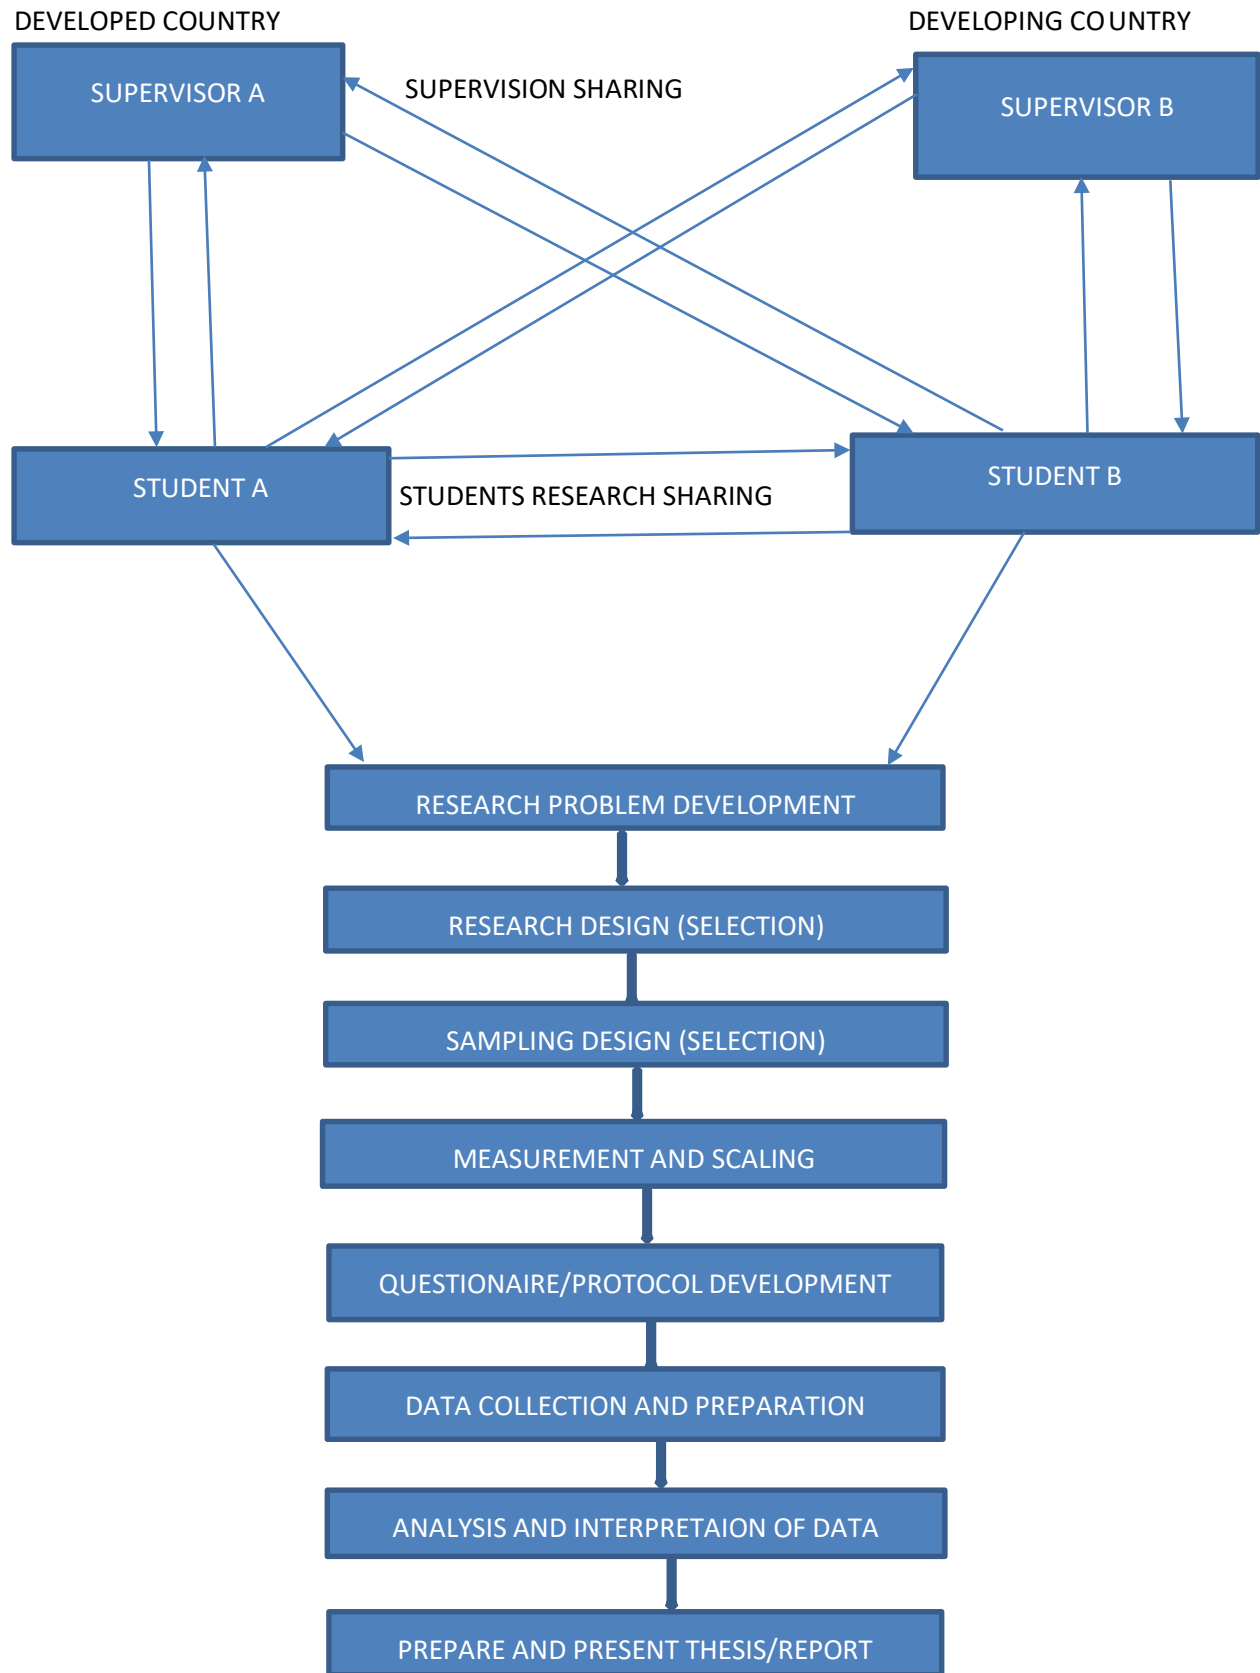 DEVELOPED COUNTRY
DEVELOPING COUNTRY
SUPERVISOR A
SUPERVISION SHARING
SUPERVISOR B
STUDENT A
STUDENTS RESEARCH SHARING
STUDENT B
RESEARCH PROBLEM DEVELOPMENT
RESEARCH DESIGN (SELECTION)
SAMPLING DESIGN (SELECTION)
MEASUREMENT AND SCALING
QUESTIONAIRE/PROTOCOL DEVELOPMENT
DATA COLLECTION AND PREPARATION
ANALYSIS AND INTERPRETAION OF DATA
PREPARE AND PRESENT THESIS/REPORT